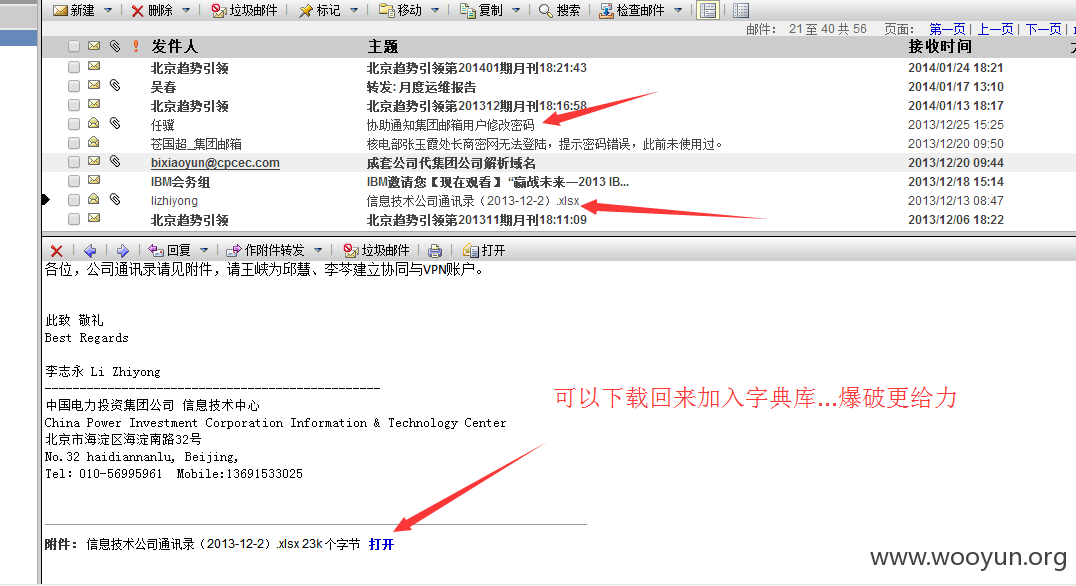 新建 删除 垃圾邮件 标记 移动 复制 搜索 检查邮件
邮件: 21 至 40 共 56 页面: 第一页 | 上一页 | 下一页 |
! 发件人 主题 接收时间
北京趋势引领 北京趋势引领第201401期月刊18:21:43 2014/01/24 18:21
吴春 转发: 月度运维报告 2014/01/17 13:10
北京趋势引领 北京趋势引领第201312期月刊18:16:58 2014/01/13 18:17
任骥 协助通知集团邮箱用户修改密码 2013/12/25 15:25
苍国超_集团邮箱 核电部张玉霞处长商密网无法登陆，提示密码错误，此前未使用过。 2013/12/20 09:50
bixiaoyun@cpcec.com 成套公司代集团公司解析域名 2013/12/20 09:44
IBM会务组 IBM邀请您【现在观看】“赢战未来—2013 IB... 2013/12/18 15:14
lizhiyong 信息技术公司通讯录（2013-12-2）.xlsx 2013/12/13 08:47
北京趋势引领 北京趋势引领第201311期月刊18:11:09 2013/12/06 18:22
回复 作附件转发 垃圾邮件 打开
各位，公司通讯录请见附件，请王峡为邱慧、李芩建立协同与VPN账户。
此致 敬礼
Best Regards
李志永 Li Zhiyong
------------------------------------------------
中国电力投资集团公司 信息技术中心
China Power Investment Corporation Information & Technology Center
北京市海淀区海淀南路32号
No.32 haidiannanlu, Beijing,
Tel: 010-56995961 Mobile:13691533025
可以下载回来加入字典库...爆破更给力
附件： 信息技术公司通讯录（2013-12-2）.xlsx 23k 个字节 打开
www.wooyun.org